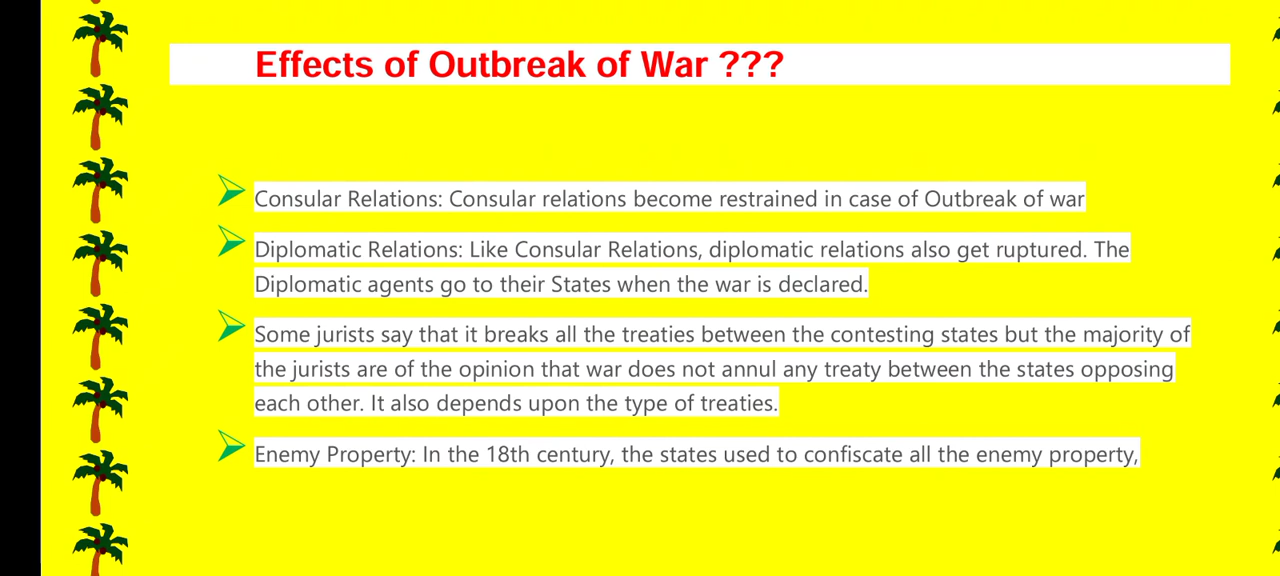 Effects of Outbreak of War ???
Consular Relations: Consular relations become restrained in case of Outbreak of war
Diplomatic Relations: Like Consular Relations, diplomatic relations also get ruptured. The
Diplomatic agents go to their States when the war is declared.
Some jurists say that it breaks all the treaties between the contesting states but the majority of
the jurists are of the opinion that war does not annul any treaty between the states opposing
each other. It also depends upon the type of treaties.
Enemy Property: In the 18th century, the states used to confiscate all the enemy property,